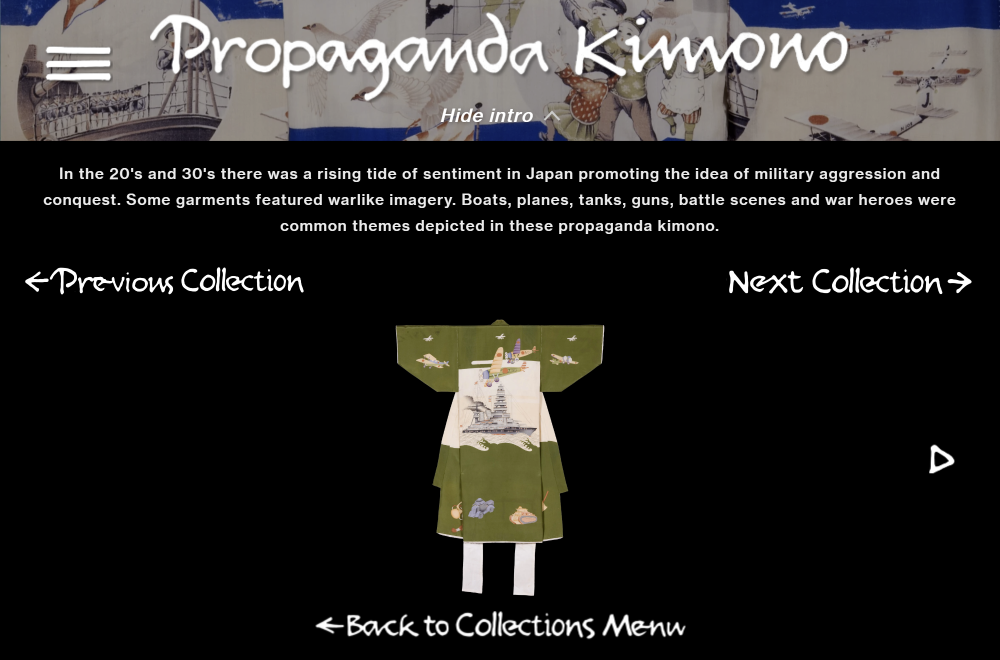 Propaganda Kimono
Hide intro
In the 20's and 30's there was a rising tide of sentiment in Japan promoting the idea of military aggression and
conquest. Some garments featured warlike imagery. Boats, planes, tanks, guns, battle scenes and war heroes were
common themes depicted in these propaganda kimono.
←Previous Collection
Next Collection→
←Back to Collections Menu